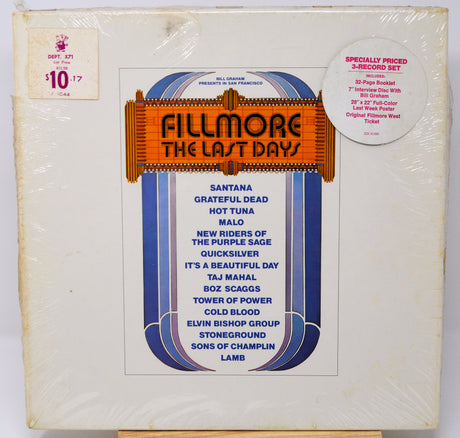 DEPT. X71
$10.17
BILL GRAHAM
PRESENTS IN SAN FRANCISCO
FILLMORE
THE LAST DAYS
SANTANA
GRATEFUL DEAD
HOT TUNA
MALO
NEW RIDERS OF
THE PURPLE SAGE
QUICKSILVER
IT'S A BEAUTIFUL DAY
TAJ MAHAL
BOZ SCAGGS
TOWER OF POWER
COLD BLOOD
ELVIN BISHOP GROUP
STONEGROUND
SONS OF CHAMPLIN
LAMB
SPECIALLY PRICED
3-RECORD SET
INCLUDES:
32-Page Booklet
7" Interview Disc With
Bill Graham
20" x 22" Full-Color
Last Week Poster
Original Fillmore West
Ticket